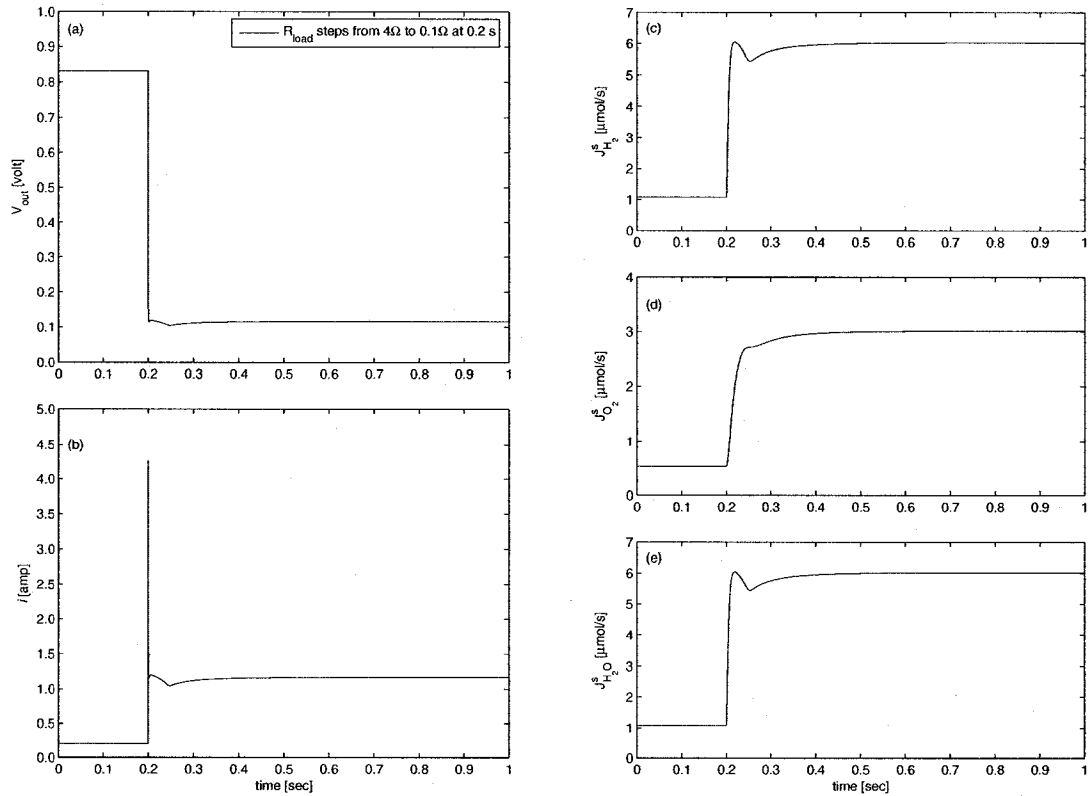 (a)
R_load steps from 4Ω to 0.1Ω at 0.2 s
1.0
0.9
0.8
0.7
0.6
0.5
0.4
0.3
0.2
0.1
0.0
V_out [volt]
0 0.1 0.2 0.3 0.4 0.5 0.6 0.7 0.8 0.9 1
(b)
5.0
4.5
4.0
3.5
3.0
2.5
2.0
1.5
1.0
0.5
0.0
i [amp]
0 0.1 0.2 0.3 0.4 0.5 0.6 0.7 0.8 0.9 1
time [sec]
(c)
7
6
5
4
3
2
1
0
J^s_H₂ [μmol/s]
0 0.1 0.2 0.3 0.4 0.5 0.6 0.7 0.8 0.9 1
(d)
4
3
2
1
0
J^s_O₂ [μmol/s]
0 0.1 0.2 0.3 0.4 0.5 0.6 0.7 0.8 0.9 1
(e)
7
6
5
4
3
2
1
0
J^s_H₂O [μmol/s]
0 0.1 0.2 0.3 0.4 0.5 0.6 0.7 0.8 0.9 1
time [sec]